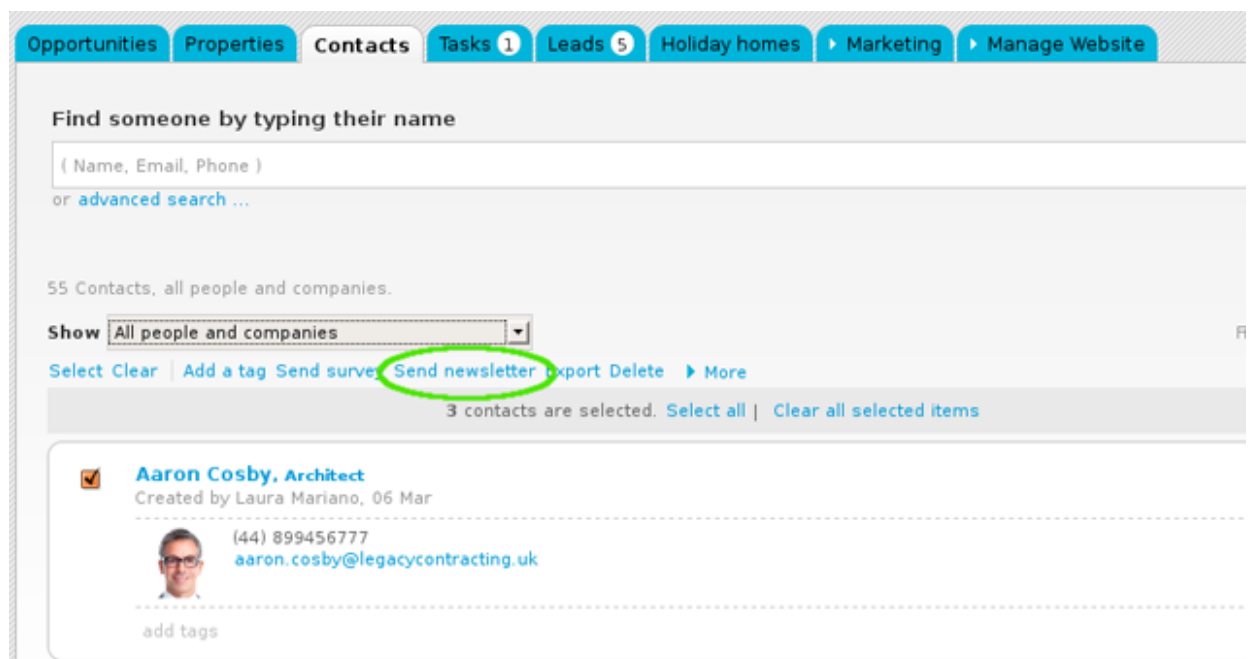 Opportunities Properties Contacts Tasks 1 Leads 5 Holiday homes Marketing Manage Website
Find someone by typing their name
( Name, Email, Phone )
or advanced search ...
55 Contacts, all people and companies.
Show All people and companies
Select Clear | Add a tag Send survey Send newsletter Export Delete More
3 contacts are selected. Select all | Clear all selected items
Aaron Cosby, Architect
Created by Laura Mariano, 06 Mar
(44) 899456777
aaron.cosby@legacycontracting.uk
add tags